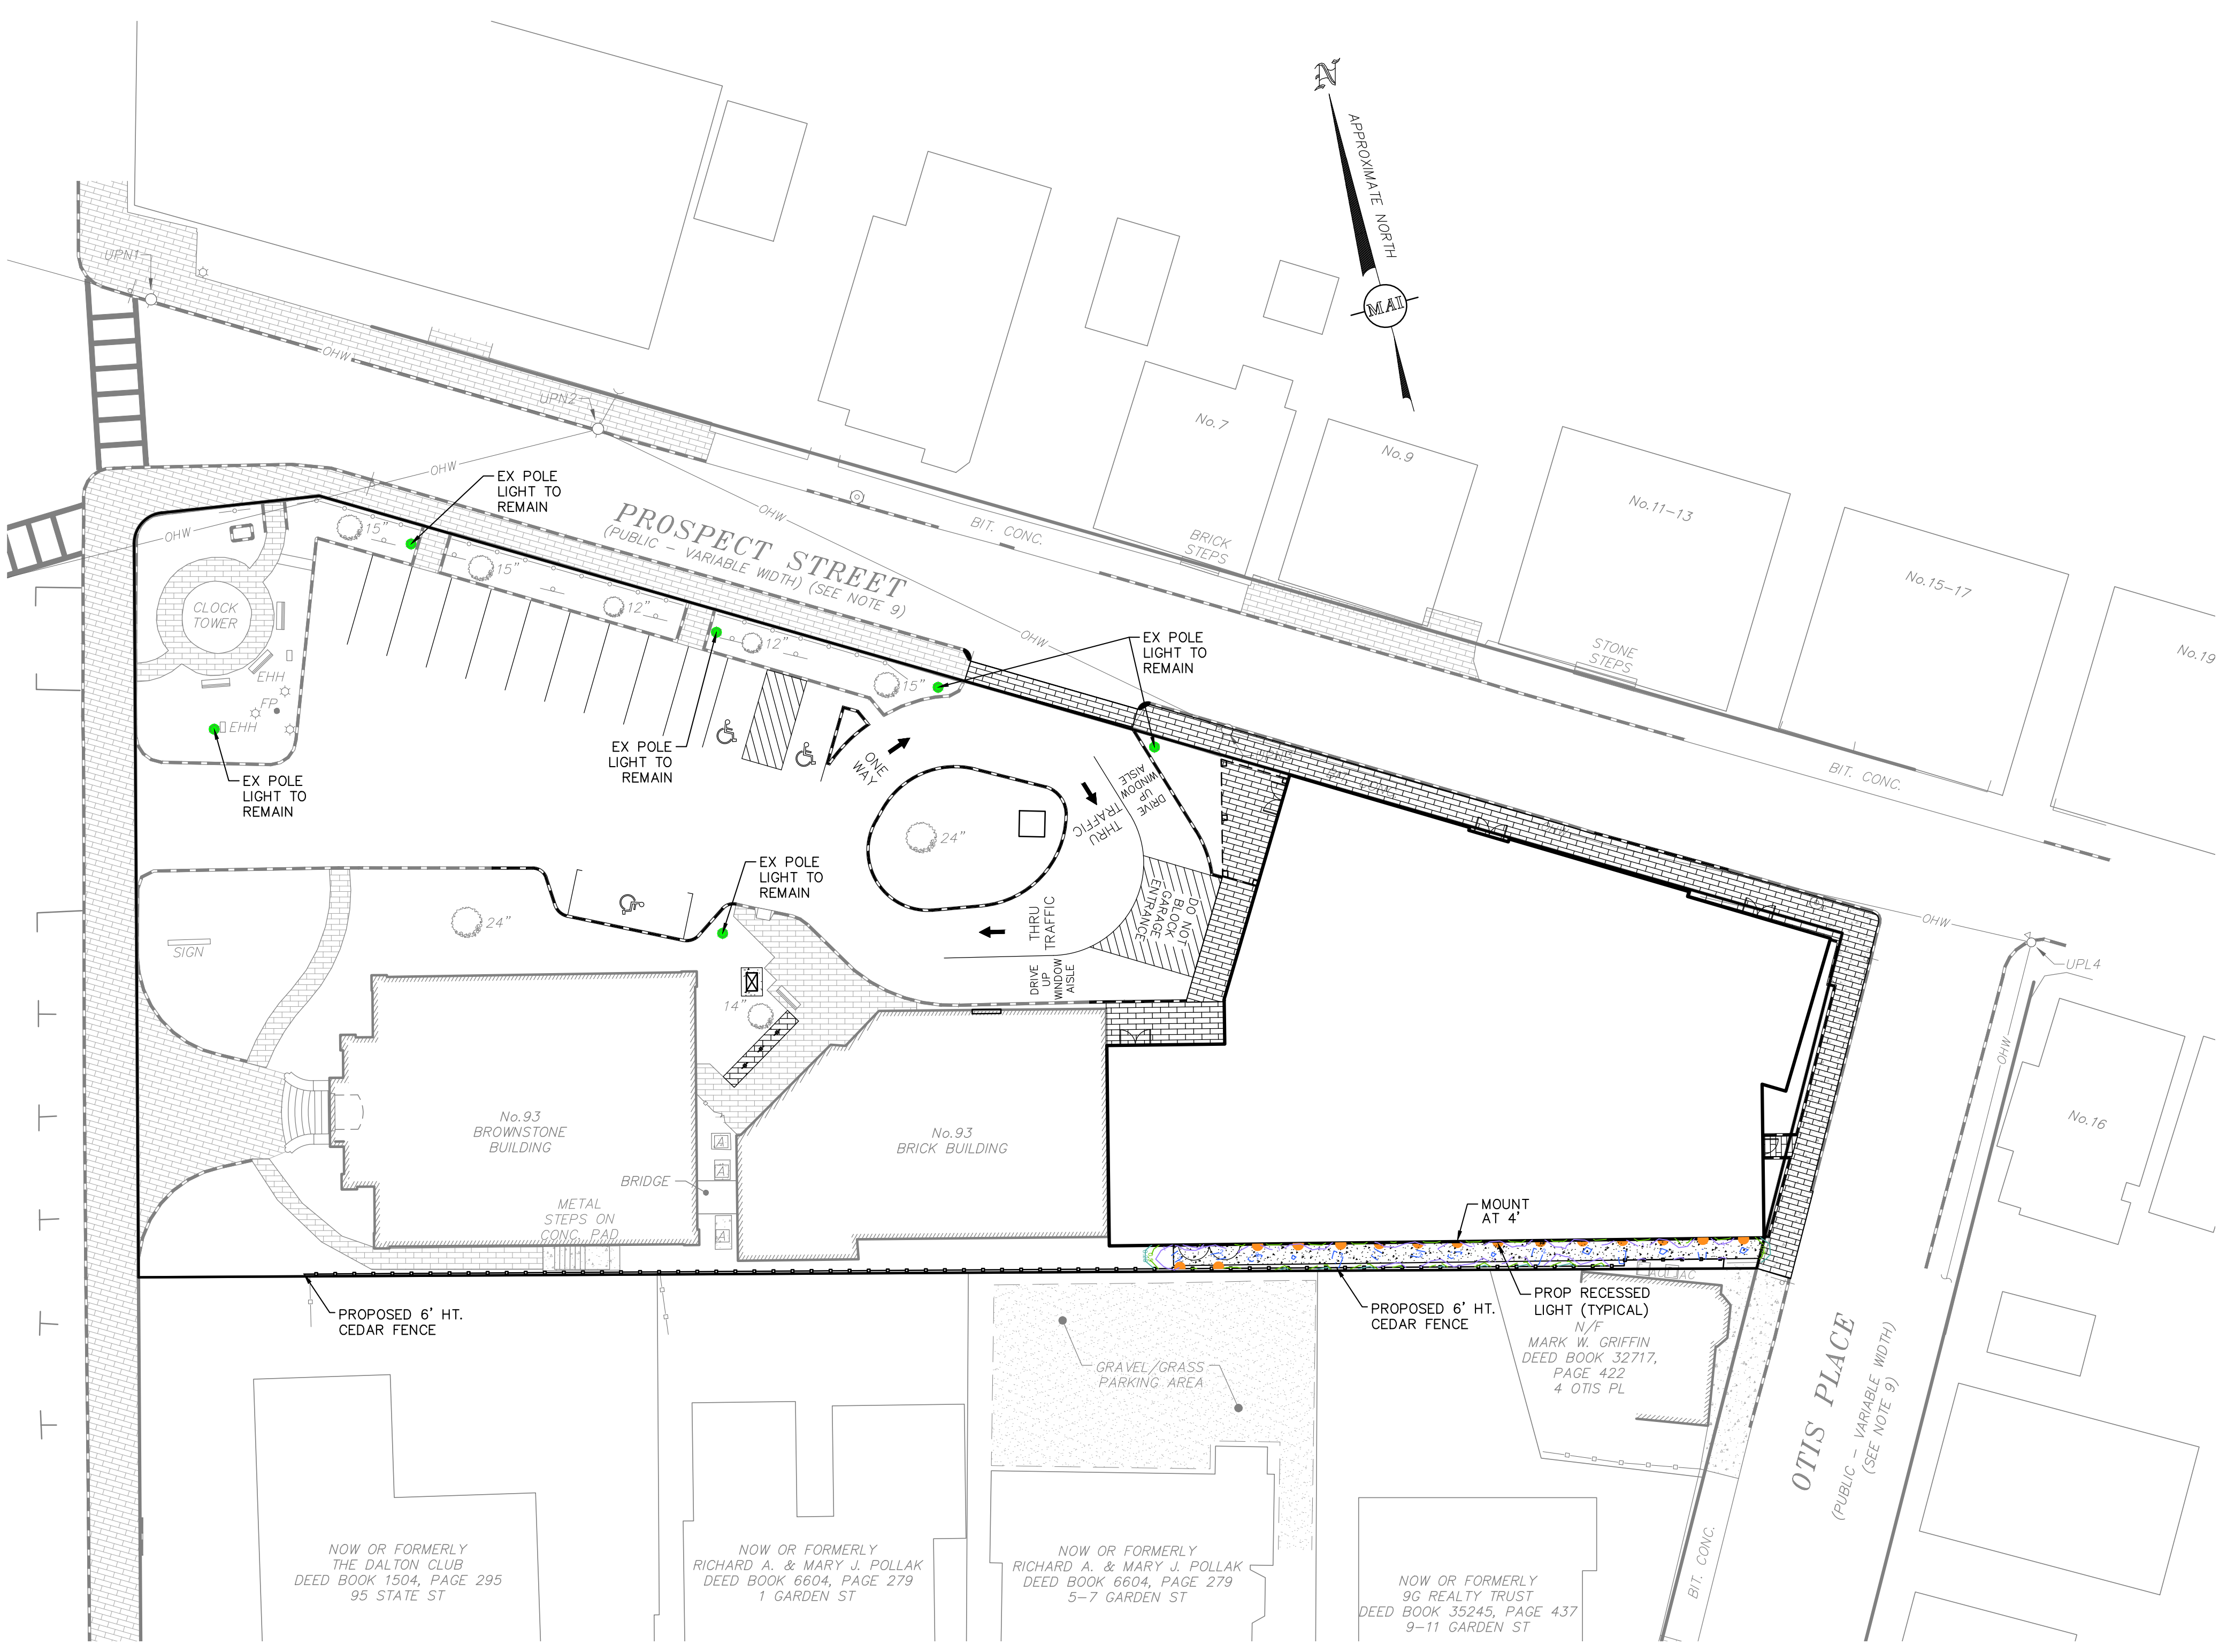 N
APPROXIMATE NORTH
MAI
UPN1
OHW
UPN2
OHW
EX POLE
LIGHT TO
REMAIN
PROSPECT STREET
(PUBLIC - VARIABLE WIDTH) (SEE NOTE 9)
OHW
OHW
OHW
No.7
No.9
No.11-13
No.15-17
No.19
BIT. CONC.
BRICK
STEPS
STONE
STEPS
BIT. CONC.
15"
15"
12"
12"
15"
CLOCK
TOWER
EHH
FP
EHH
EX POLE
LIGHT TO
REMAIN
EX POLE
LIGHT TO
REMAIN
EX POLE
LIGHT TO
REMAIN
ONE
WAY
THRU
TRAFFIC
DRIVE
UP
WINDOW
AISLE
24"
EX POLE
LIGHT TO
REMAIN
DO NOT
BLOCK
GARAGE
ENTRANCE
THRU
TRAFFIC
DRIVE
UP
WINDOW
AISLE
24"
SIGN
14"
OHW
UPL4
OHW
No.16
No.93
BROWNSTONE
BUILDING
No.93
BRICK BUILDING
A
A
A
BRIDGE
METAL
STEPS ON
CONC. PAD
MOUNT
AT 4'
PROPOSED 6' HT.
CEDAR FENCE
PROPOSED 6' HT.
CEDAR FENCE
PROP RECESSED
LIGHT (TYPICAL)
AC
AC
N/F
MARK W. GRIFFIN
DEED BOOK 32717,
PAGE 422
4 OTIS PL
GRAVEL/GRASS
PARKING AREA
OTIS PLACE
(PUBLIC - VARIABLE WIDTH)
(SEE NOTE 9)
BIT. CONC.
NOW OR FORMERLY
THE DALTON CLUB
DEED BOOK 1504, PAGE 295
95 STATE ST
NOW OR FORMERLY
RICHARD A. & MARY J. POLLAK
DEED BOOK 6604, PAGE 279
1 GARDEN ST
NOW OR FORMERLY
RICHARD A. & MARY J. POLLAK
DEED BOOK 6604, PAGE 279
5-7 GARDEN ST
NOW OR FORMERLY
9G REALTY TRUST
DEED BOOK 35245, PAGE 437
9-11 GARDEN ST